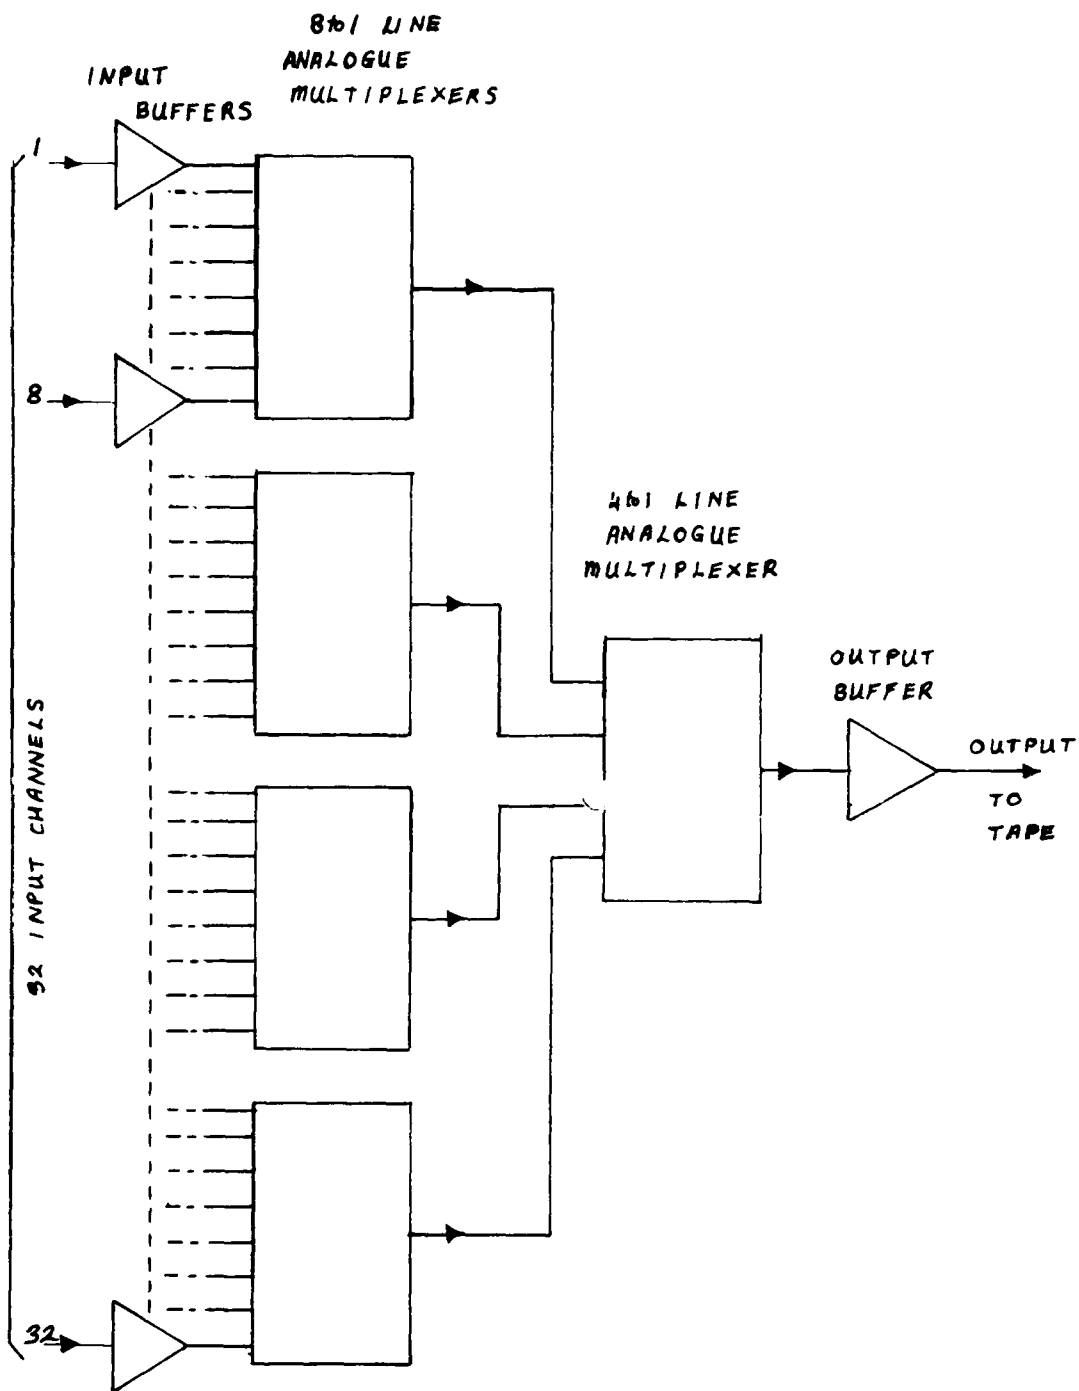 8 to 1 LINE
ANALOGUE
MULTIPLEXERS
INPUT
BUFFERS
1
8
32 INPUT CHANNELS
4 to 1 LINE
ANALOGUE
MULTIPLEXER
OUTPUT
BUFFER
OUTPUT
TO
TAPE
32